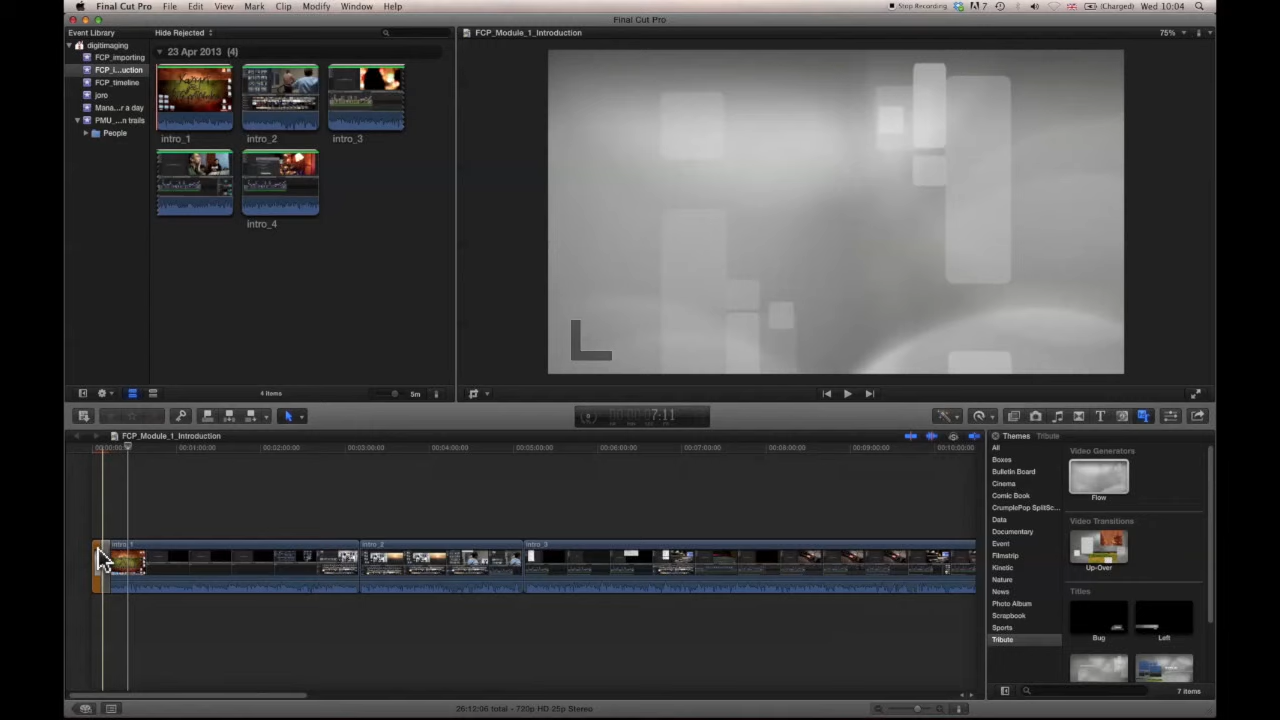 Final Cut Pro File Edit View Mark Clip Modify Window Help
Stop Recording 7 (Charged) Wed 10:04
Final Cut Pro
Event Library
Hide Rejected
FCP_Module_1_Introduction
75%
digitimaging
FCP_importing
FCP_i...uction
FCP_timeline
joro
Mana...r a day
PMU_...n trails
People
23 Apr 2013 (4)
intro_1
intro_2
intro_3
intro_4
4 items
5m
7:11
FCP_Module_1_Introduction
00:00:00:00 00:01:00:00 00:02:00:00 00:03:00:00 00:04:00:00 00:05:00:00 00:06:00:00 00:07:00:00 00:08:00:00 00:09:00:00 00:10:00:00
intro_1
intro_2
intro_3
26:12:06 total - 720p HD 25p Stereo
Themes Tribute
All
Boxes
Bulletin Board
Cinema
Comic Book
CrumplePop SplitSc...
Data
Documentary
Event
Filmstrip
Kinetic
Nature
News
Photo Album
Scrapbook
Sports
Tribute
Video Generators
Flow
Video Transitions
Up-Over
Titles
Bug
Left
7 items